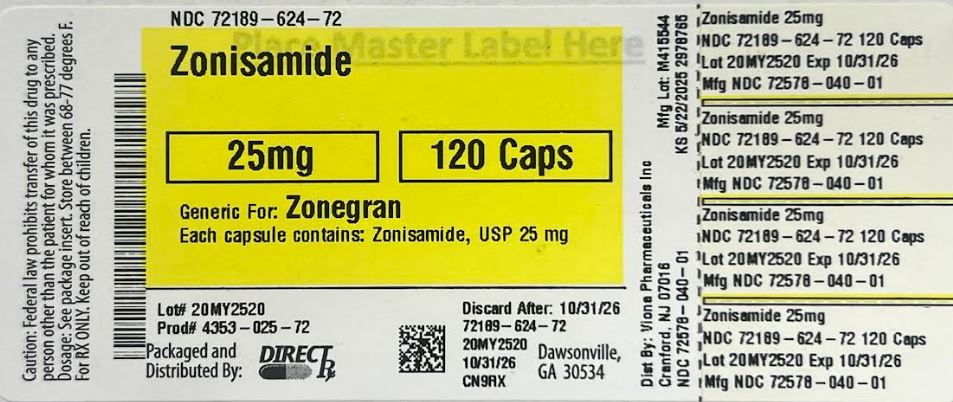 Caution: Federal law prohibits transfer of this drug to any
person other than the patient for whom it was prescribed.
Dosage: See package insert. Store between 68-77 degrees F.
For RX ONLY. Keep out of reach of children.
NDC 72189-624-72
Place Master Label Here
Zonisamide
25mg
120 Caps
Generic For: Zonegran
Each capsule contains: Zonisamide, USP 25 mg
Lot# 20MY2520
Prod# 4353-025-72
Packaged and
Distributed By:
DIRECT Rx
Discard After: 10/31/26
72189-624-72
20MY2520
10/31/26
CN9RX
Dawsonville,
GA 30534
Mfg Lot: M415544
KS 5/22/2025 2978765
Dist By: Viona Pharmaceuticals Inc
Cranford, NJ 07016
NDC 72578-040-01
Zonisamide 25mg
NDC 72189-624-72 120 Caps
Lot 20MY2520 Exp 10/31/26
Mfg NDC 72578-040-01
Zonisamide 25mg
NDC 72189-624-72 120 Caps
Lot 20MY2520 Exp 10/31/26
Mfg NDC 72578-040-01
Zonisamide 25mg
NDC 72189-624-72 120 Caps
Lot 20MY2520 Exp 10/31/26
Mfg NDC 72578-040-01
Zonisamide 25mg
NDC 72189-624-72 120 Caps
Lot 20MY2520 Exp 10/31/26
Mfg NDC 72578-040-01